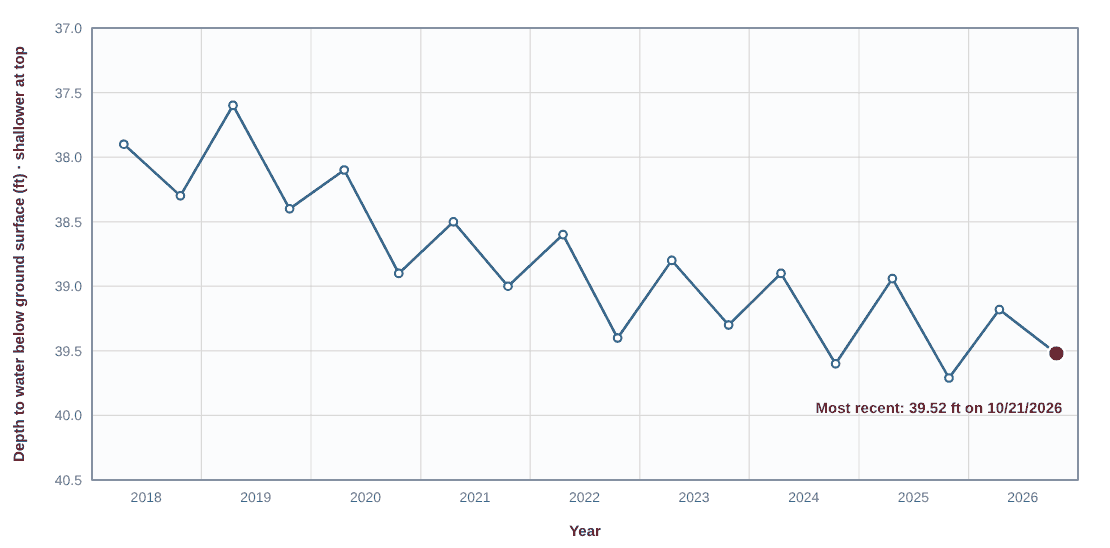 Depth to water below ground surface (ft) · shallower at top
37.0
37.5
38.0
38.5
39.0
39.5
40.0
40.5
Most recent: 39.52 ft on 10/21/2026
2018 2019 2020 2021 2022 2023 2024 2025 2026
Year